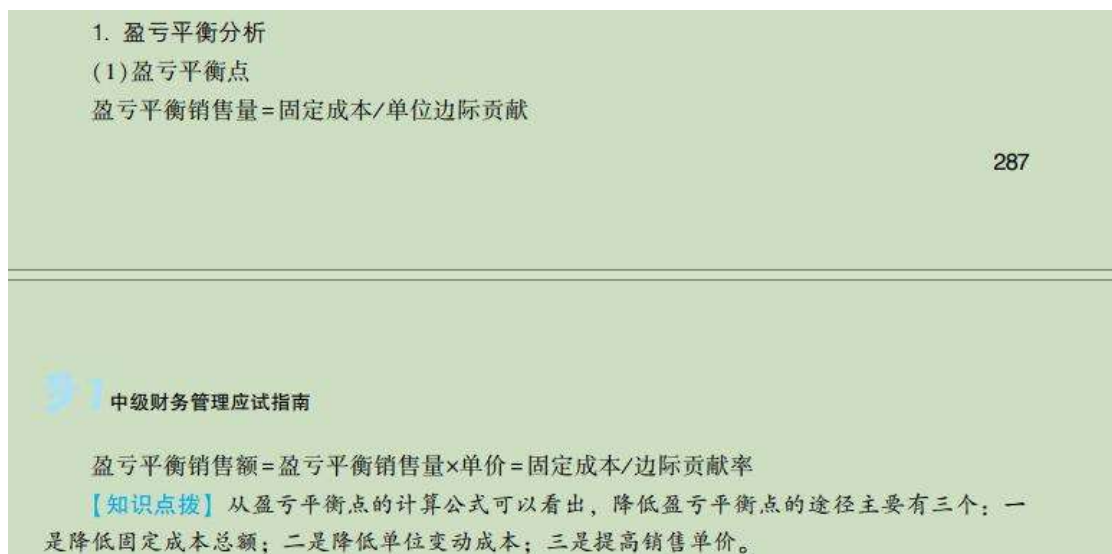 1. 盈亏平衡分析
(1)盈亏平衡点
盈亏平衡销售量=固定成本/单位边际贡献
287
中级财务管理应试指南
盈亏平衡销售额=盈亏平衡销售量×单价=固定成本/边际贡献率
【知识点拨】从盈亏平衡点的计算公式可以看出，降低盈亏平衡点的途径主要有三个：一
是降低固定成本总额；二是降低单位变动成本；三是提高销售单价。